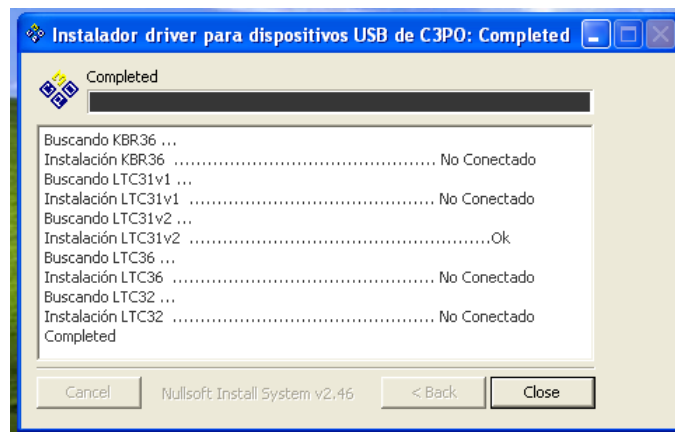 Instalador driver para dispositivos USB de C3PO: Completed
Completed
Buscando KBR36 ...
Instalación KBR36 ............................................... No Conectado
Buscando LTC31v1 ...
Instalación LTC31v1 ............................................ No Conectado
Buscando LTC31v2 ...
Instalación LTC31v2 ......................................................Ok
Buscando LTC36 ...
Instalación LTC36 ............................................... No Conectado
Buscando LTC32 ...
Instalación LTC32 ............................................... No Conectado
Completed
Cancel Nullsoft Install System v2.46 < Back Close